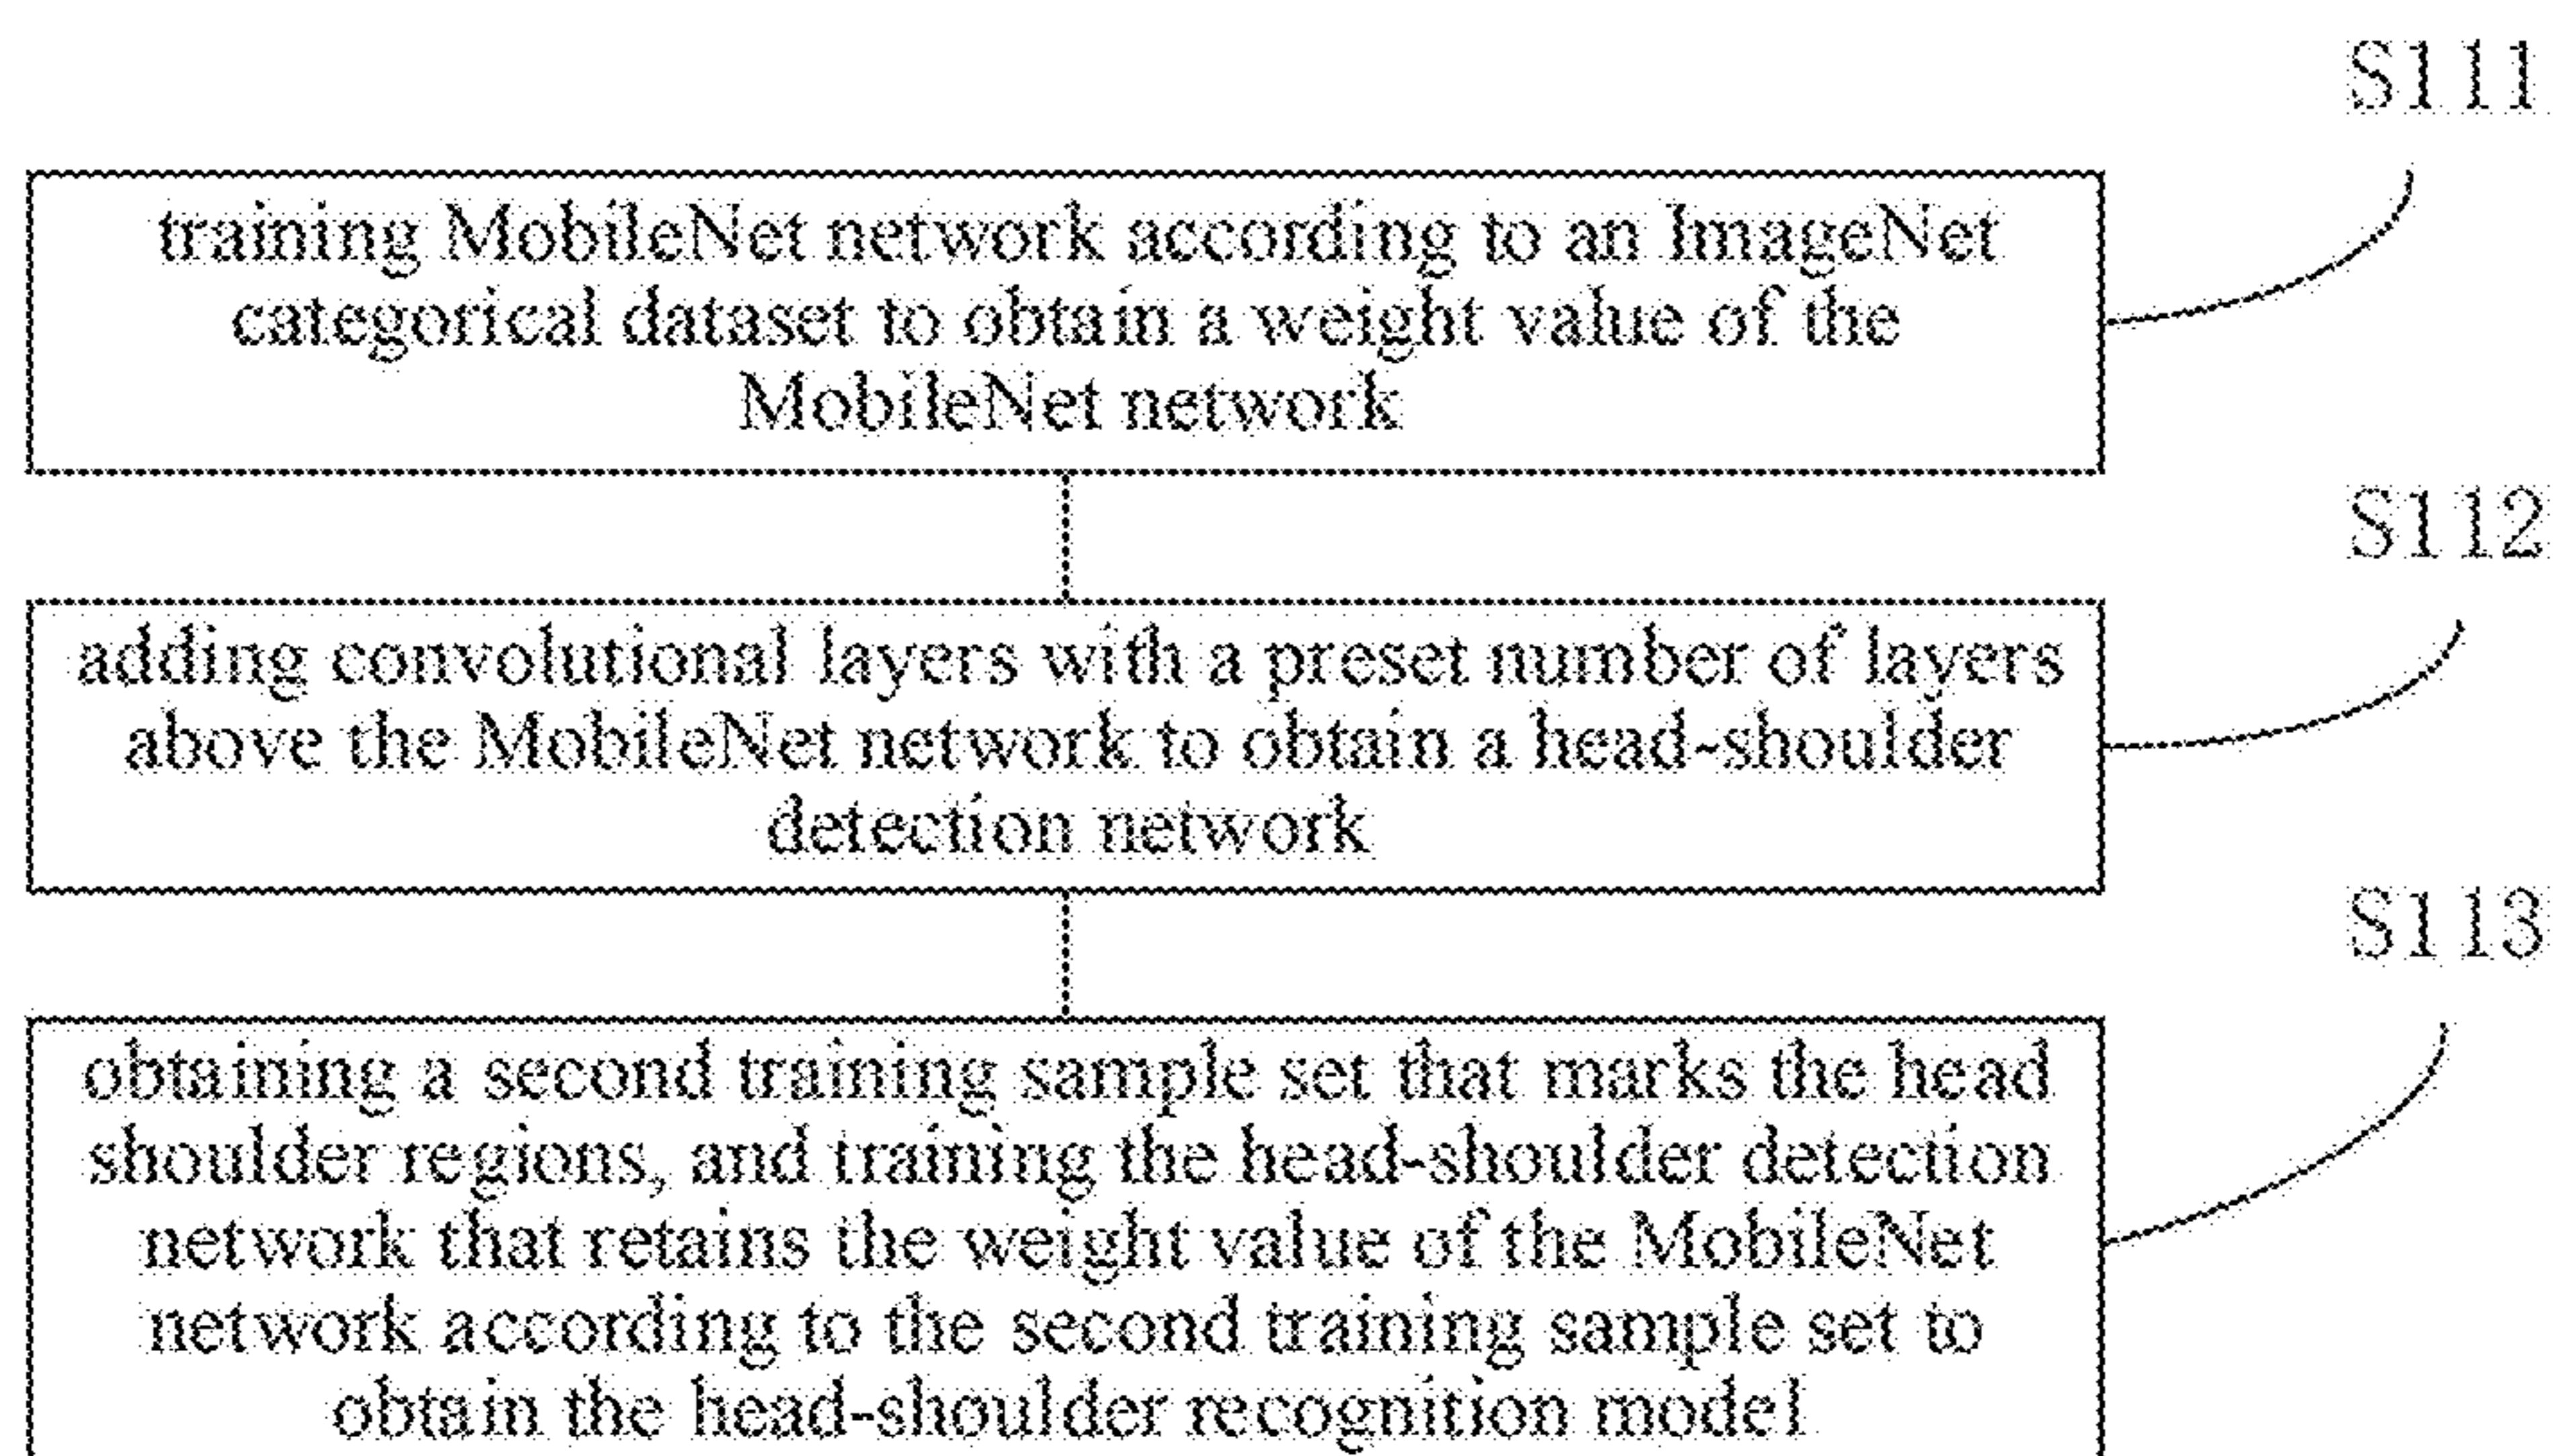 S111
training MobileNet network according to an ImageNet
categorical dataset to obtain a weight value of the
MobileNet network
S112
adding convolutional layers with a preset number of layers
above the MobileNet network to obtain a head-shoulder
detection network
S113
obtaining a second training sample set that marks the head
shoulder regions, and training the head-shoulder detection
network that retains the weight value of the MobileNet
network according to the second training sample set to
obtain the head-shoulder recognition model